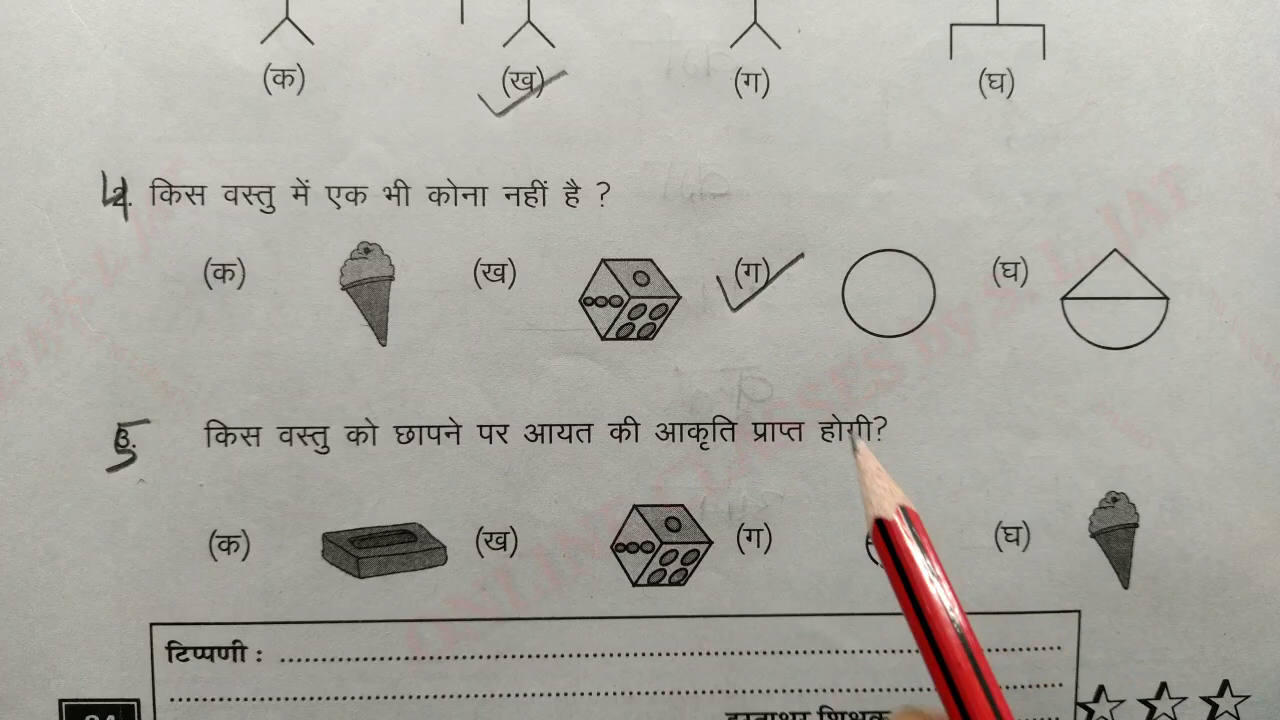 (क) (ख) (ग) (घ)
4. किस वस्तु में एक भी कोना नहीं है ?
(क) (ख) (ग) (घ)
5. किस वस्तु को छापने पर आयत की आकृति प्राप्त होगी?
(क) (ख) (ग) (घ)
टिप्पणी :